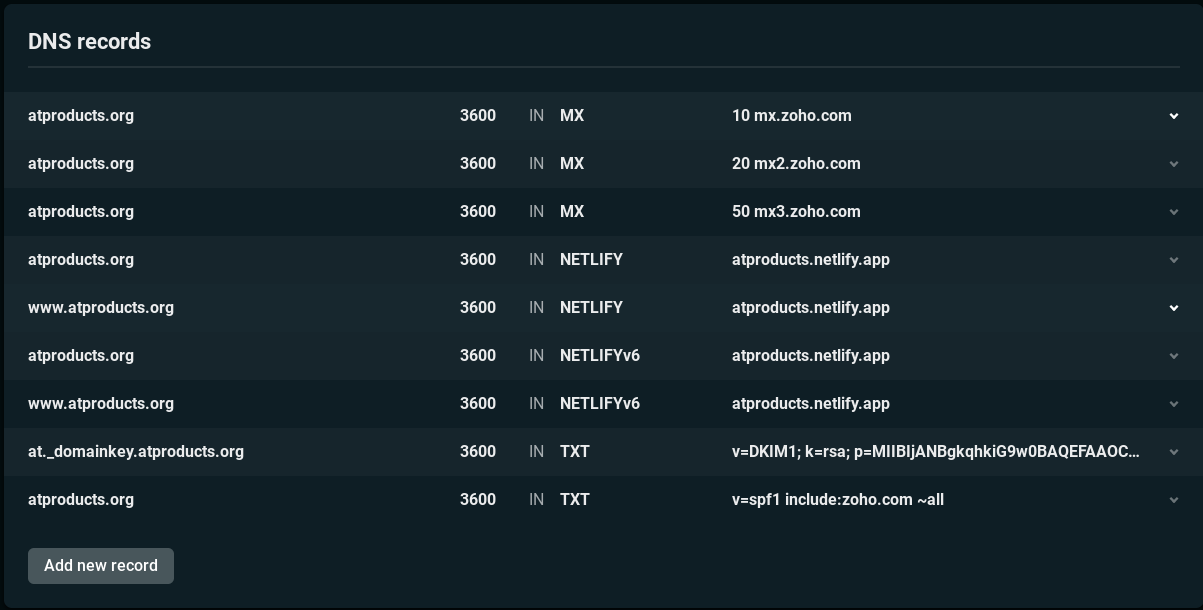 DNS records
atproducts.org 3600 IN MX 10 mx.zoho.com
atproducts.org 3600 IN MX 20 mx2.zoho.com
atproducts.org 3600 IN MX 50 mx3.zoho.com
atproducts.org 3600 IN NETLIFY atproducts.netlify.app
www.atproducts.org 3600 IN NETLIFY atproducts.netlify.app
atproducts.org 3600 IN NETLIFYv6 atproducts.netlify.app
www.atproducts.org 3600 IN NETLIFYv6 atproducts.netlify.app
at._domainkey.atproducts.org 3600 IN TXT v=DKIM1; k=rsa; p=MIIBIjANBgkqhkiG9w0BAQEFAAOC...
atproducts.org 3600 IN TXT v=spf1 include:zoho.com ~all
Add new record